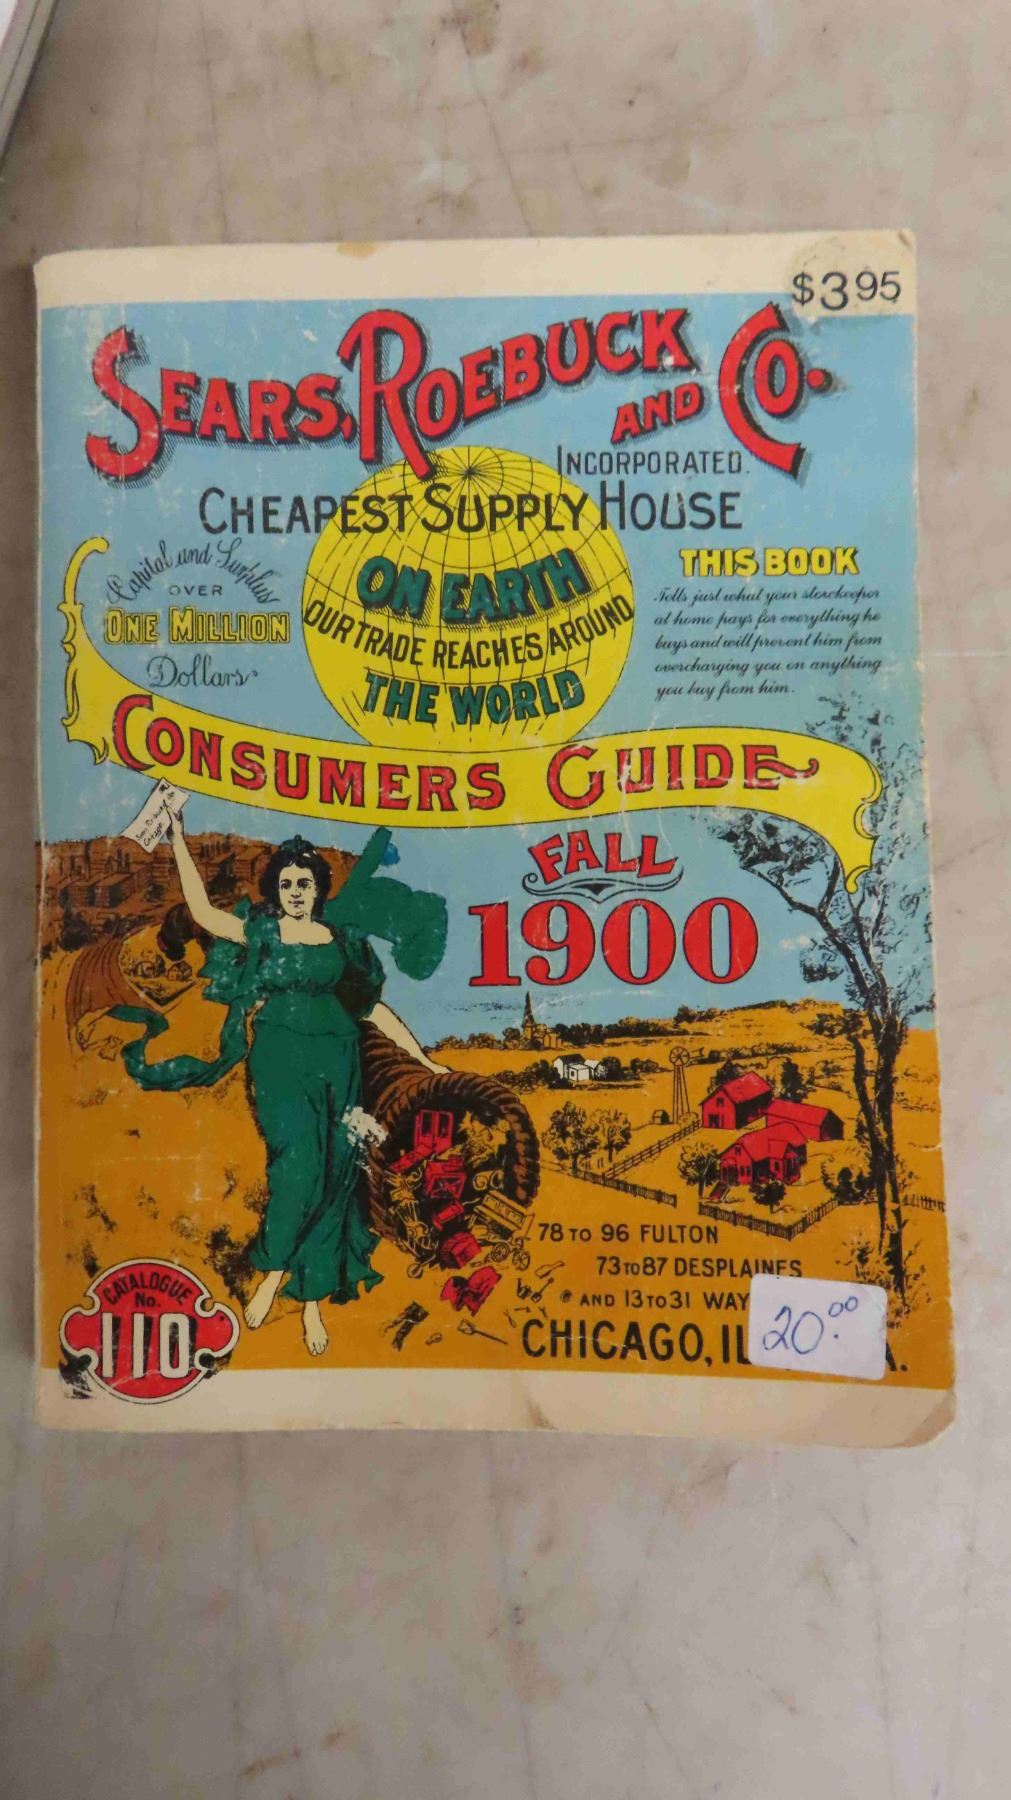 $3.95
SEARS, ROEBUCK AND CO.
INCORPORATED.
CHEAPEST SUPPLY HOUSE
ON EARTH
OUR TRADE REACHES AROUND
THE WORLD
Capital and Surplus
OVER
ONE MILLION
Dollars
THIS BOOK
Tells just what your storekeeper
at home pays for everything he
buys and will prevent him from
overcharging you on anything
you buy from him.
CONSUMERS GUIDE
FALL
1900
78 TO 96 FULTON
73 TO 87 DESPLAINES
AND 13 TO 31 WAY
CHICAGO, IL
A.
20.00
CATALOGUE
No.
110